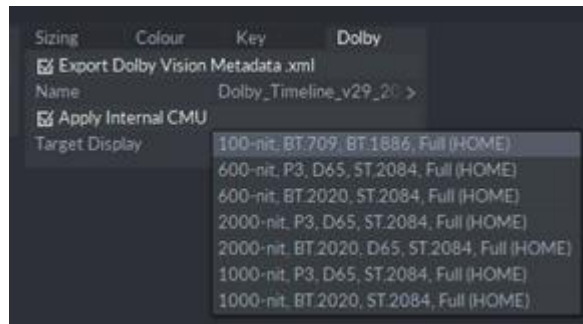 Sizing Colour Key Dolby
Export Dolby Vision Metadata .xml
Name Dolby_Timeline_v29_20 >
Apply Internal CMU
Target Display
100-nit, BT.709, BT.1886, Full (HOME)
600-nit, P3, D65, ST.2084, Full (HOME)
600-nit, BT.2020, ST.2084, Full (HOME)
2000-nit, P3, D65, ST.2084, Full (HOME)
2000-nit, BT.2020, D65, ST.2084, Full (HOME)
1000-nit, P3, D65, ST.2084, Full (HOME)
1000-nit, BT.2020, ST.2084, Full (HOME)